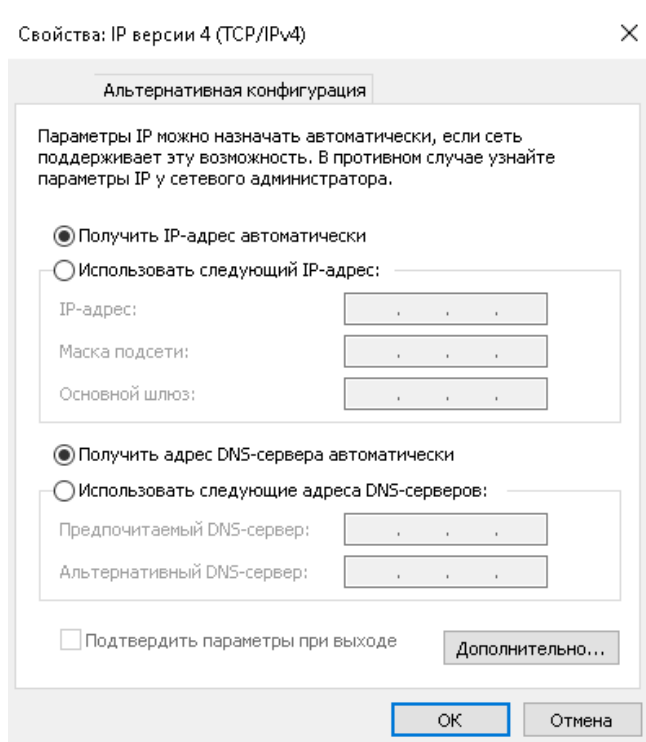 Свойства: IP версии 4 (TCP/IPv4)
Альтернативная конфигурация
Параметры IP можно назначать автоматически, если сеть
поддерживает эту возможность. В противном случае узнайте
параметры IP у сетевого администратора.
Получить IP-адрес автоматически
Использовать следующий IP-адрес:
IP-адрес:
Маска подсети:
Основной шлюз:
Получить адрес DNS-сервера автоматически
Использовать следующие адреса DNS-серверов:
Предпочитаемый DNS-сервер:
Альтернативный DNS-сервер:
Подтвердить параметры при выходе
Дополнительно...
ОК
Отмена